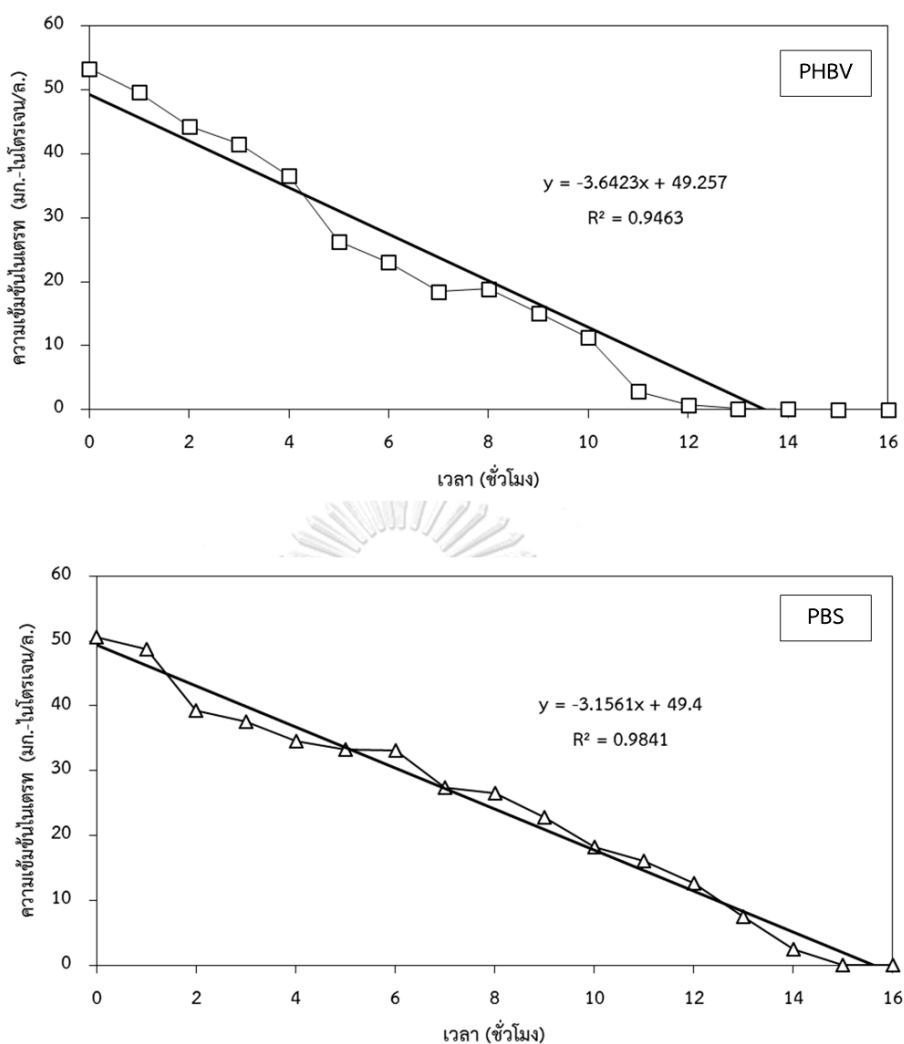 60
50
40
30
20
10
0
ความเข้มข้นไนเตรท (มก.-ไนโตรเจน/ล.)
PHBV
y = -3.6423x + 49.257
R² = 0.9463
0 2 4 6 8 10 12 14 16
เวลา (ชั่วโมง)
60
50
40
30
20
10
0
ความเข้มข้นไนเตรท (มก.-ไนโตรเจน/ล.)
PBS
y = -3.1561x + 49.4
R² = 0.9841
0 2 4 6 8 10 12 14 16
เวลา (ชั่วโมง)